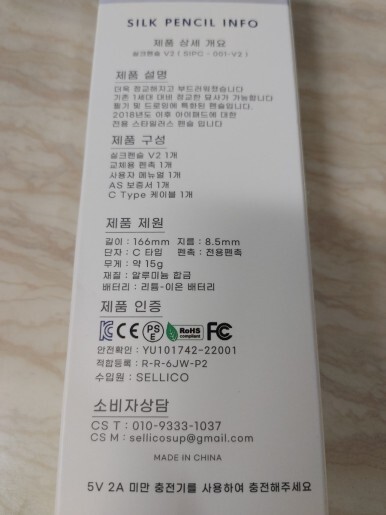 SILK PENCIL INFO
제품 상세 개요
실크펜슬 V2 ( SIPC - 001-V2 )
제품 설명
더욱 정교해지고 부드러워졌습니다
기존 1세대 대비 정교한 묘사가 가능합니다
필기 및 드로잉에 특화된 펜슬입니다.
2018년도 이후 아이패드에 대한
전용 스타일러스 펜슬 입니다
제품 구성
실크펜슬 V2 1개
교체용 펜촉 1개
사용자 메뉴얼 1개
AS 보증서 1개
C Type 케이블 1개
제품 제원
길이 : 166mm 지름 : 8.5mm
단자 : C 타입 펜촉 : 전용펜촉
무게 : 약 15g
재질 : 알루미늄 합금
배터리 : 리튬-이온 배터리
제품 인증
KC CE PSE RoHS compliant FC
안전확인 : YU101742-22001
적합등록 : R-R-6JW-P2
수입원 : SELLICO
소비자상담
CS T : 010-9333-1037
CS M : sellicosup@gmail.com
MADE IN CHINA
5V 2A 미만 충전기를 사용하여 충전해주세요